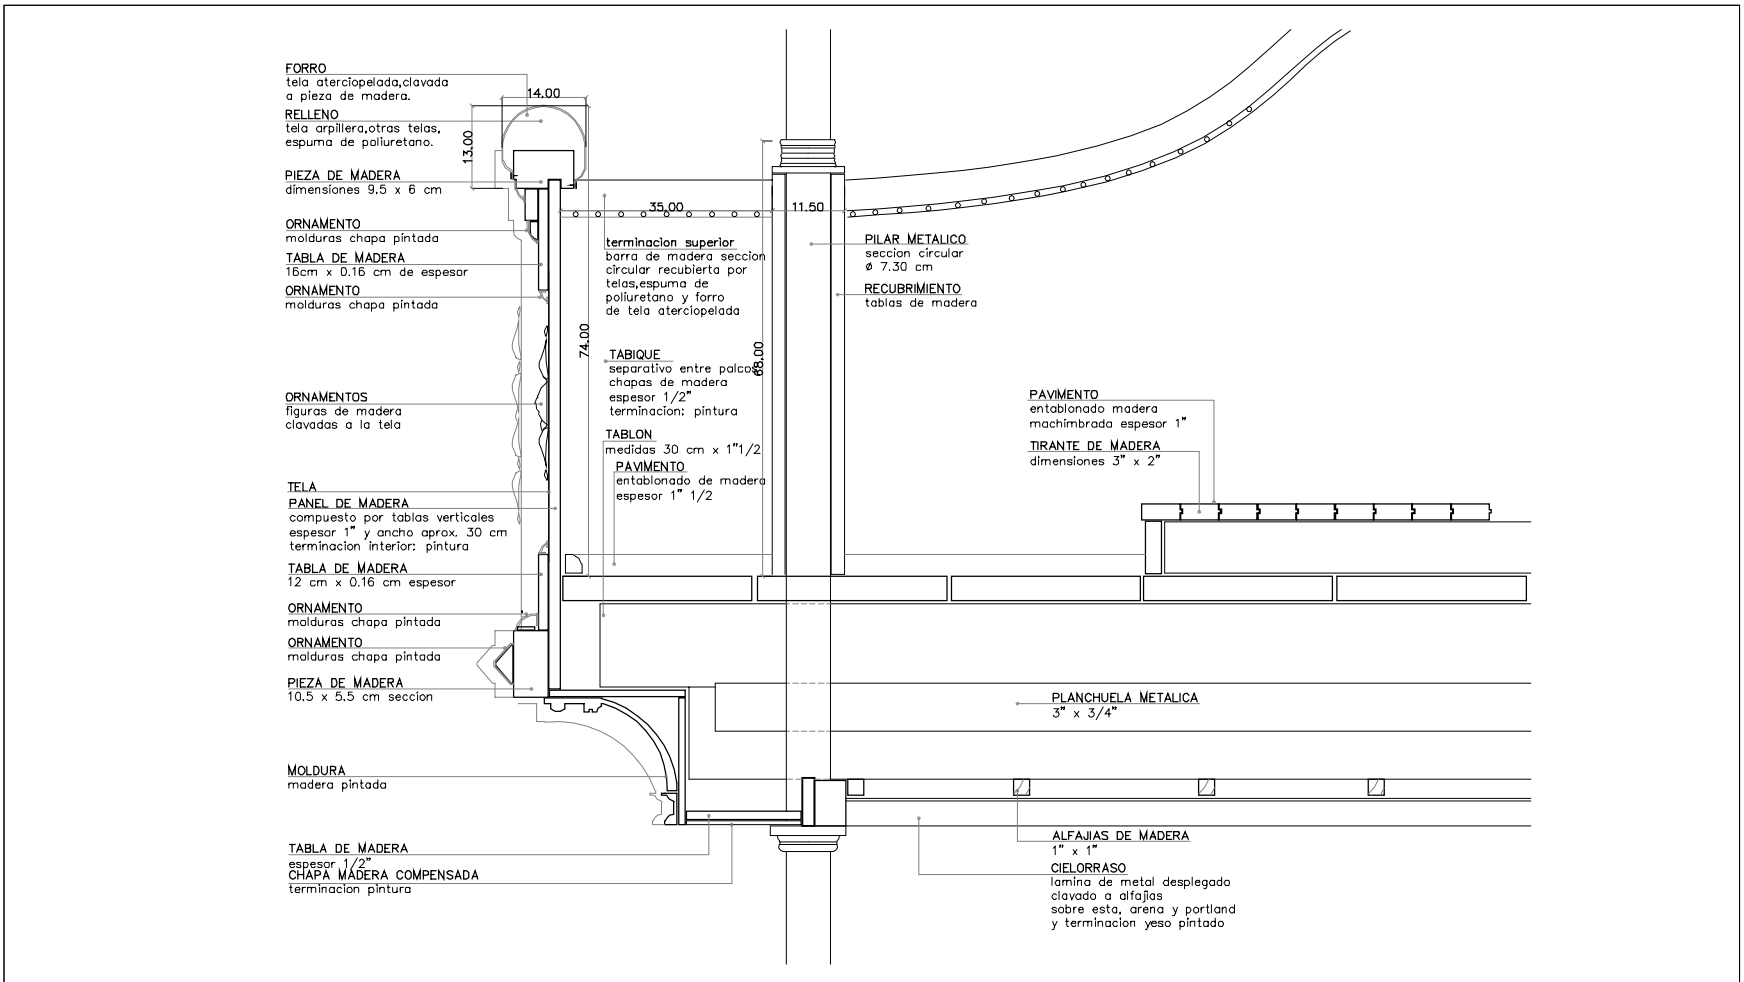 FORRO
tela aterciopelada,clavada
a pieza de madera.
RELLENO
tela arpillera,otras telas,
espuma de poliuretano.
PIEZA DE MADERA
dimensiones 9.5 x 6 cm
ORNAMENTO
molduras chapa pintada
TABLA DE MADERA
16cm x 0.16 cm de espesor
ORNAMENTO
molduras chapa pintada
ORNAMENTOS
figuras de madera
clavadas a la tela
TELA
PANEL DE MADERA
compuesto por tablas verticales
espesor 1" y ancho aprox. 30 cm
terminacion interior: pintura
TABLA DE MADERA
12 cm x 0.16 cm espesor
ORNAMENTO
molduras chapa pintada
ORNAMENTO
molduras chapa pintada
PIEZA DE MADERA
10.5 x 5.5 cm seccion
MOLDURA
madera pintada
TABLA DE MADERA
espesor 1/2"
CHAPA MADERA COMPENSADA
terminacion pintura
14.00
13.00
74.00
35.00
11.50
68.00
terminacion superior
barra de madera seccion
circular recubierta por
telas,espuma de
poliuretano y forro
de tela aterciopelada
TABIQUE
separativo entre palcos
chapas de madera
espesor 1/2"
terminacion: pintura
TABLON
medidas 30 cm x 1"1/2
PAVIMENTO
entablonado de madera
espesor 1" 1/2
PILAR METALICO
seccion circular
ø 7.30 cm
RECUBRIMIENTO
tablas de madera
PAVIMENTO
entablonado madera
machimbrada espesor 1"
TIRANTE DE MADERA
dimensiones 3" x 2"
PLANCHUELA METALICA
3" x 3/4"
ALFAJIAS DE MADERA
1" x 1"
CIELORRASO
lamina de metal desplegado
clavado a alfajias
sobre esta, arena y portland
y terminacion yeso pintado